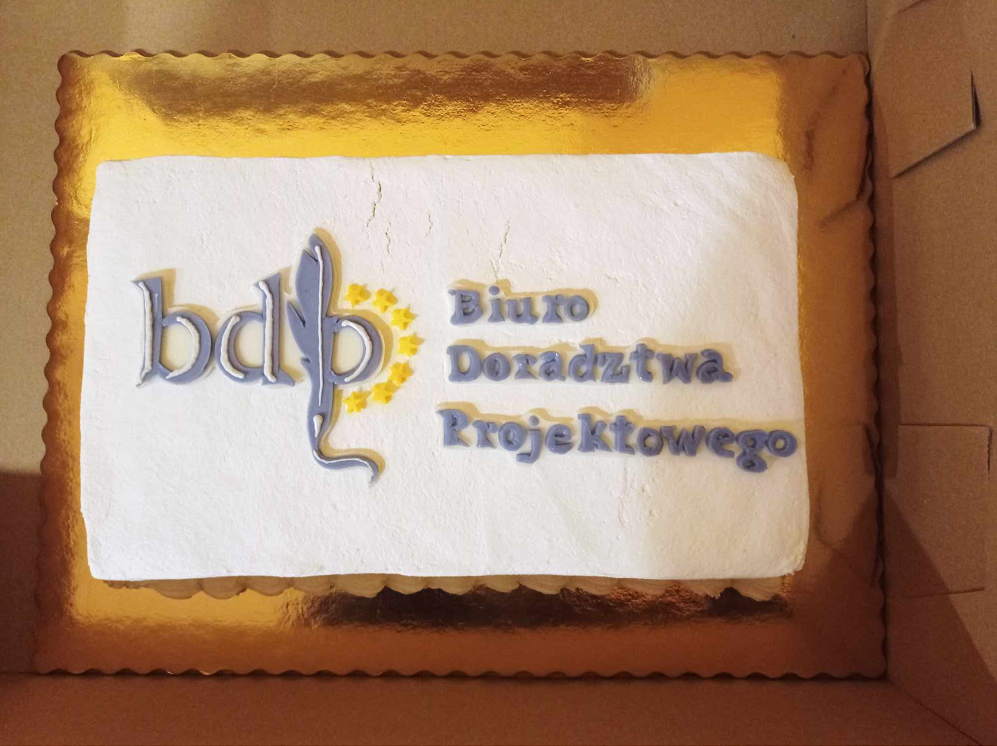 bdp
Biuro
Doradztwa
Projektowego